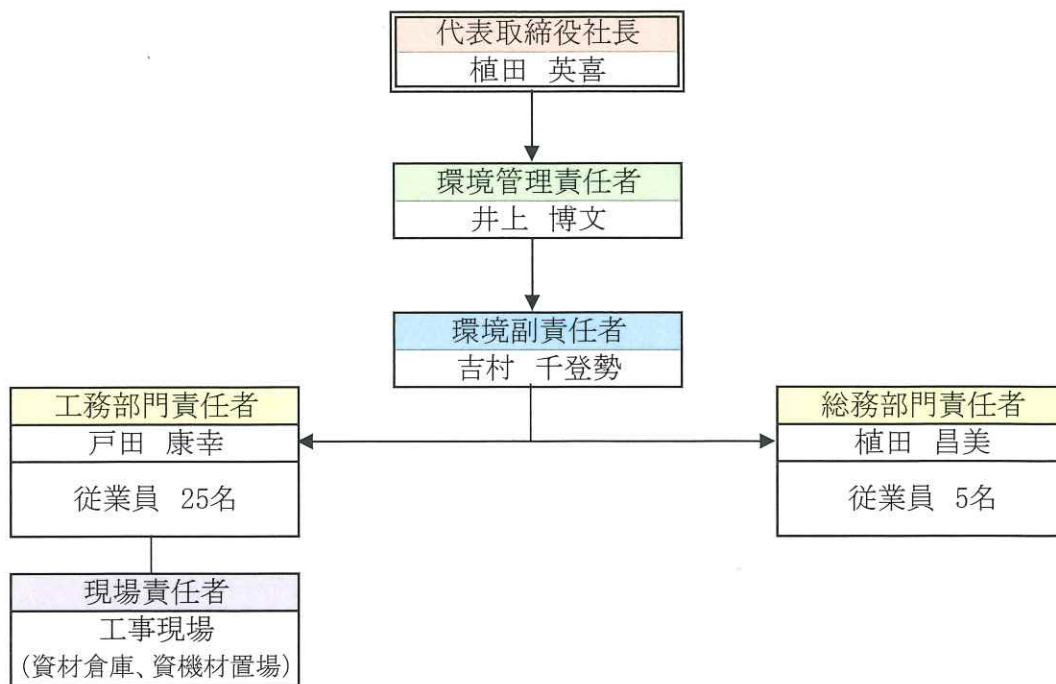 代表取締役社長
植田 英喜
環境管理責任者
井上 博文
環境副責任者
吉村 千登勢
工務部門責任者
戸田 康幸
従業員 25名
総務部門責任者
植田 昌美
従業員 5名
現場責任者
工事現場
(資材倉庫、資機材置場)